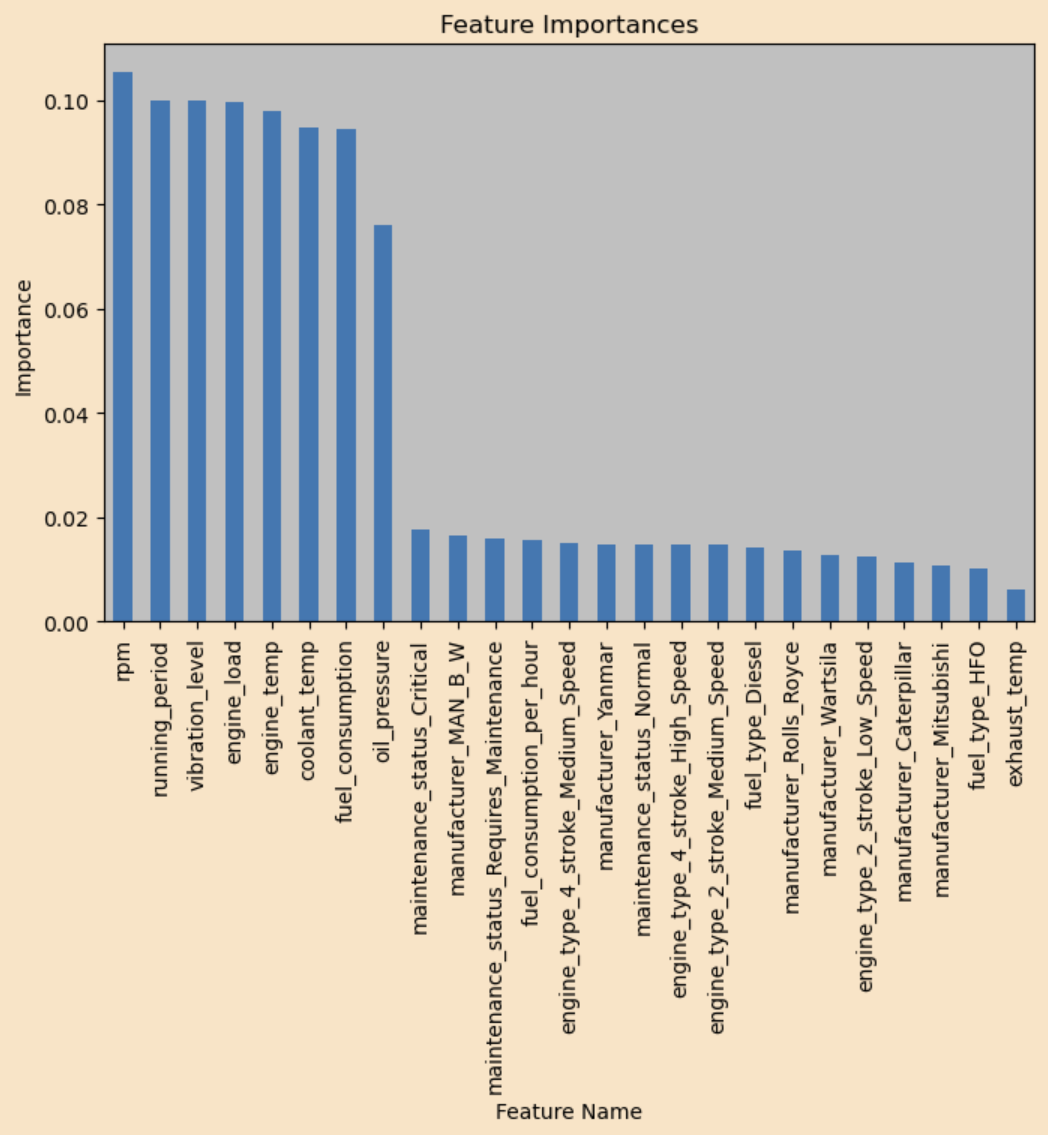 Feature Importances
Importance
0.10
0.08
0.06
0.04
0.02
0.00
rpm
running_period
vibration_level
engine_load
engine_temp
coolant_temp
fuel_consumption
oil_pressure
maintenance_status_Critical
manufacturer_MAN_B_W
maintenance_status_Requires_Maintenance
fuel_consumption_per_hour
engine_type_4_stroke_Medium_Speed
manufacturer_Yanmar
maintenance_status_Normal
engine_type_4_stroke_High_Speed
engine_type_2_stroke_Medium_Speed
fuel_type_Diesel
manufacturer_Rolls_Royce
manufacturer_Wartsila
engine_type_2_stroke_Low_Speed
manufacturer_Caterpillar
manufacturer_Mitsubishi
fuel_type_HFO
exhaust_temp
Feature Name